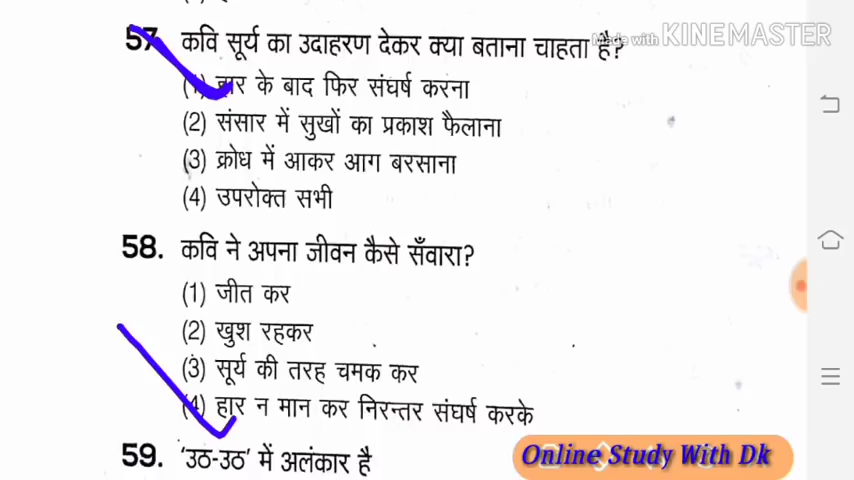 57. कवि सूर्य का उदाहरण देकर क्या बताना चाहता है?
Made with KINEMASTER
(1) हार के बाद फिर संघर्ष करना
(2) संसार में सुखों का प्रकाश फैलाना
(3) क्रोध में आकर आग बरसाना
(4) उपरोक्त सभी
58. कवि ने अपना जीवन कैसे सँवारा?
(1) जीत कर
(2) खुश रहकर
(3) सूर्य की तरह चमक कर
(4) हार न मान कर निरन्तर संघर्ष करके
59. 'उठ-उठ' में अलंकार है
Online Study With Dk